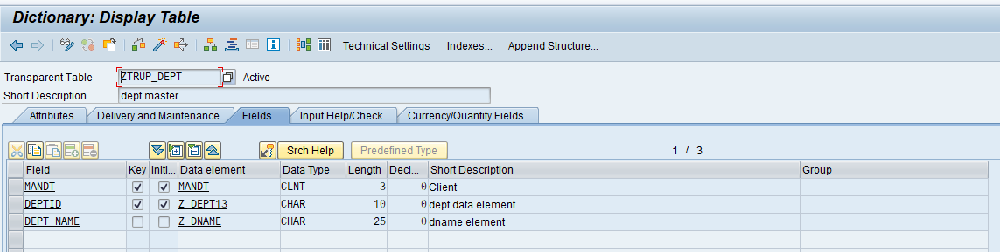 Dictionary: Display Table
Technical Settings Indexes... Append Structure...
Transparent Table ZTRUP_DEPT Active
Short Description dept master
Attributes Delivery and Maintenance Fields Input Help/Check Currency/Quantity Fields
Srch Help Predefined Type 1 / 3
Field Key Initi... Data element Data Type Length Deci... Short Description Group
MANDT MANDT CLNT 3 0 Client
DEPTID Z_DEPT13 CHAR 10 0 dept data element
DEPT_NAME Z_DNAME CHAR 25 0 dname element